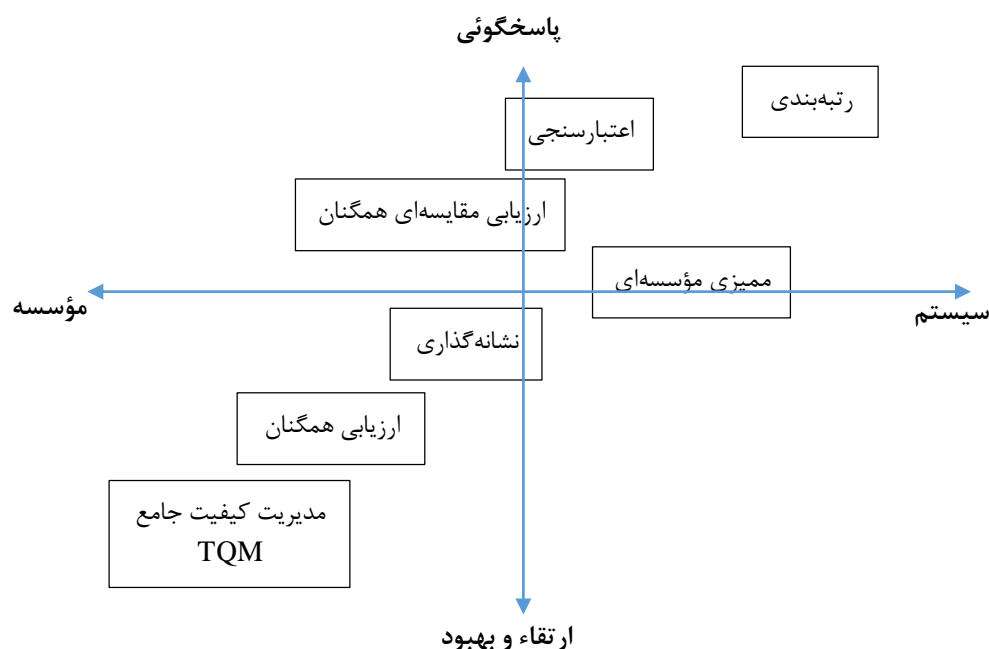 پاسخگوئی
رتبه‌بندی
اعتبارسنجی
ارزیابی مقایسه‌ای همگنان
ممیزی مؤسسه‌ای
سیستم
مؤسسه
نشانه‌گذاری
ارزیابی همگنان
مدیریت کیفیت جامع
TQM
ارتقاء و بهبود